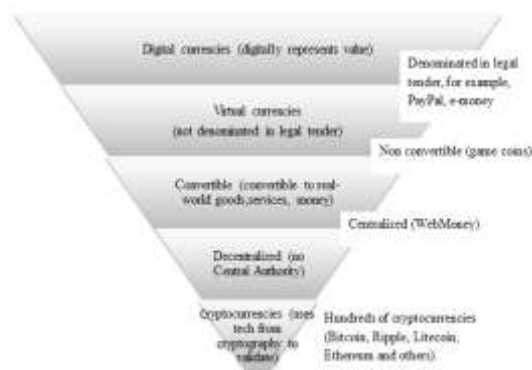 Digital currencies (digitally represents value)
Denominated in legal
tender, for example,
PayPal, e-money
Virtual currencies
(not denominated in legal tender)
Non convertible (game coins)
Convertible (convertible to real-
world goods,services, money)
Centralized (WebMoney)
Decentralized (no
Central Authority)
Cryptocurrencies (uses
tech from
cryptography to
validate)
Hundreds of cryptocurrencies
(Bitcoin, Ripple, Litecoin,
Ethereum and others)